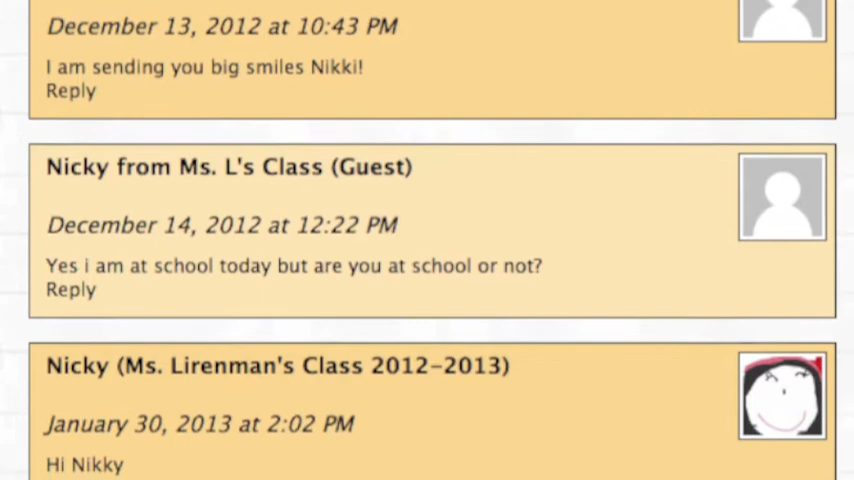 December 13, 2012 at 10:43 PM
I am sending you big smiles Nikki!
Reply
Nicky from Ms. L's Class (Guest)
December 14, 2012 at 12:22 PM
Yes i am at school today but are you at school or not?
Reply
Nicky (Ms. Lirenman's Class 2012-2013)
January 30, 2013 at 2:02 PM
Hi Nikky